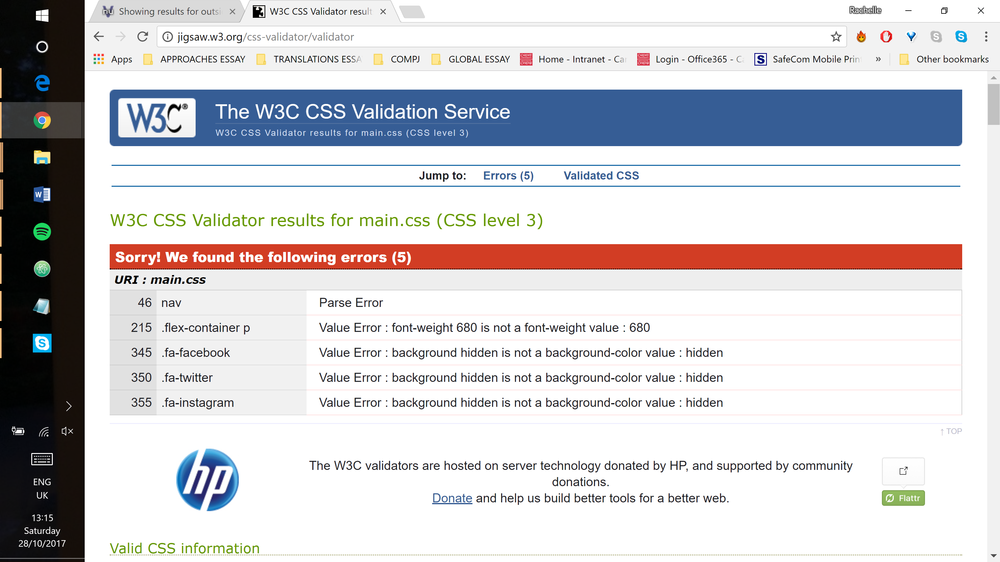 Showing results for outsi
W3C CSS Validator result
Rachelle
jigsaw.w3.org/css-validator/validator
Apps
APPROACHES ESSAY
TRANSLATIONS ESSA
COMPJ
GLOBAL ESSAY
Home - Intranet - Car
Login - Office365 - Ca
SafeCom Mobile Prin
»
Other bookmarks
W3C®
The W3C CSS Validation Service
W3C CSS Validator results for main.css (CSS level 3)
Jump to: Errors (5) Validated CSS
W3C CSS Validator results for main.css (CSS level 3)
Sorry! We found the following errors (5)
URI : main.css
46 nav Parse Error
215 .flex-container p Value Error : font-weight 680 is not a font-weight value : 680
345 .fa-facebook Value Error : background hidden is not a background-color value : hidden
350 .fa-twitter Value Error : background hidden is not a background-color value : hidden
355 .fa-instagram Value Error : background hidden is not a background-color value : hidden
↑ TOP
hp
The W3C validators are hosted on server technology donated by HP, and supported by community
donations.
Donate and help us build better tools for a better web.
Flattr
Valid CSS information
ENG
UK
13:15
Saturday
28/10/2017